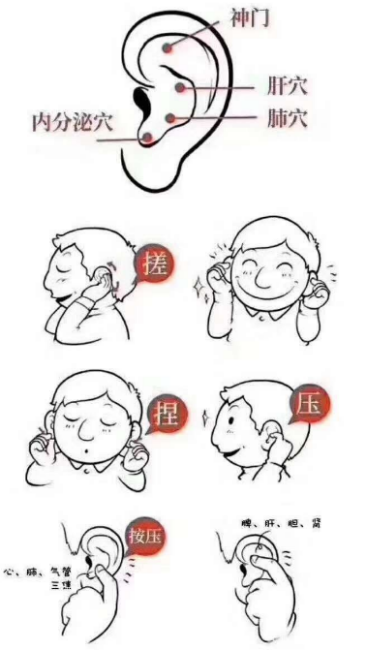 神门
肝穴
肺穴
内分泌穴
搓
捏
压
按压
心、肺、气管
三焦
脾、肝、胆、肾